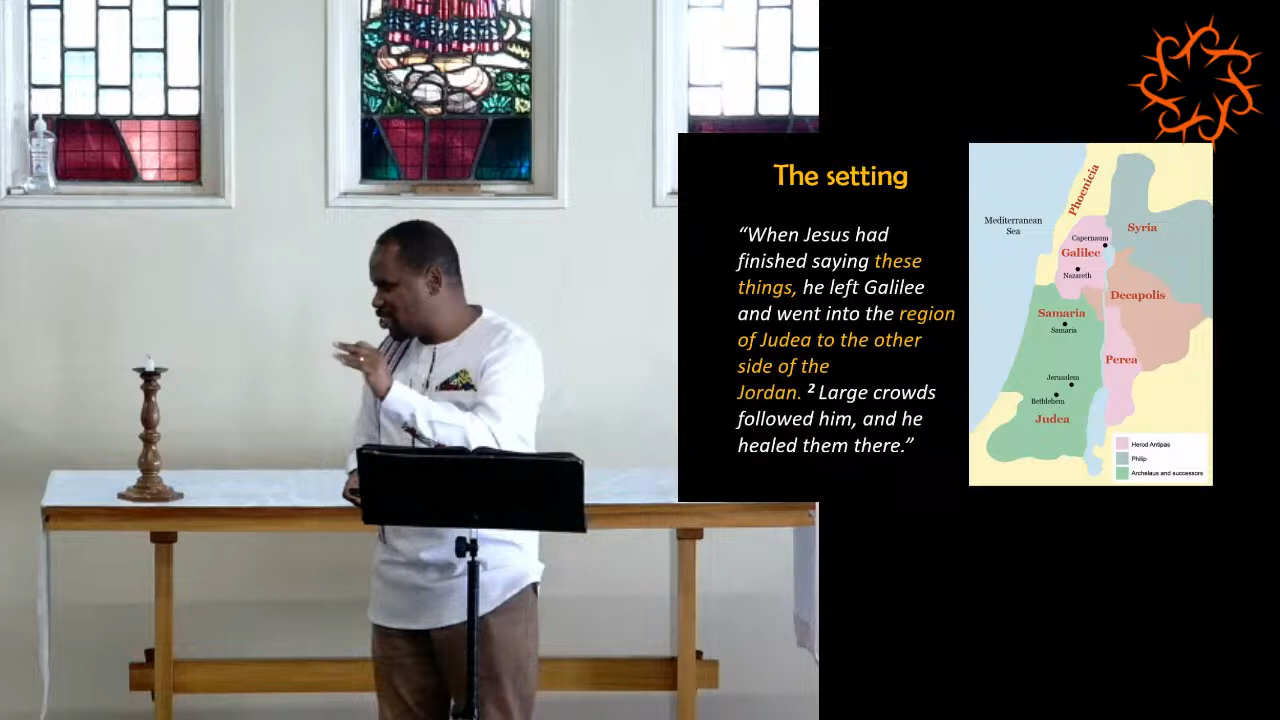 The setting
“When Jesus had
finished saying these
things, he left Galilee
and went into the region
of Judea to the other
side of the
Jordan. ² Large crowds
followed him, and he
healed them there.”
Phoenicia
Mediterranean
Sea
Syria
Capernaum
Galilee
Nazareth
Decapolis
Samaria
Samaria
Perea
Jerusalem
Bethlehem
Judea
Herod Antipas
Philip
Archelaus and successors